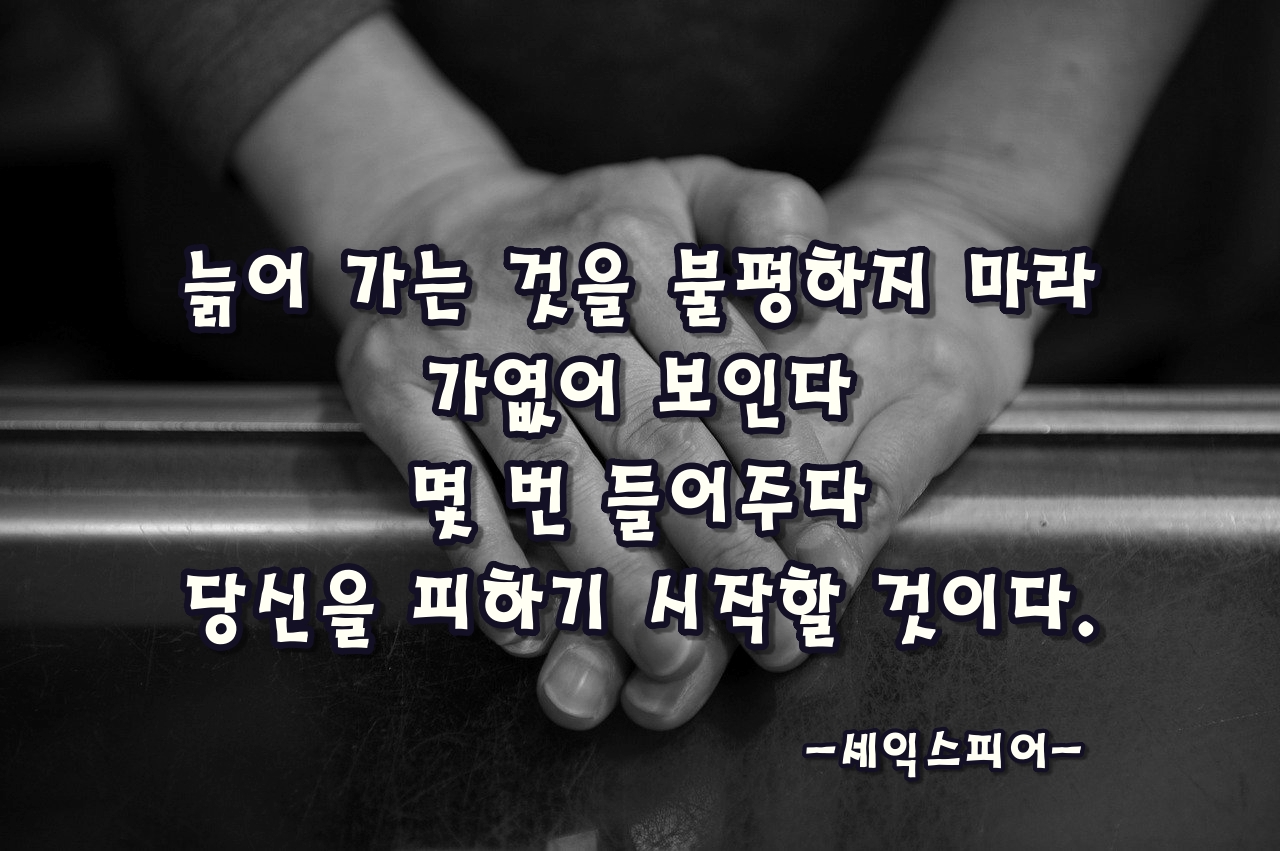 늙어 가는 것을 불평하지 마라
가엾어 보인다
몇 번 들어주다
당신을 피하기 시작할 것이다.
-세익스피어-